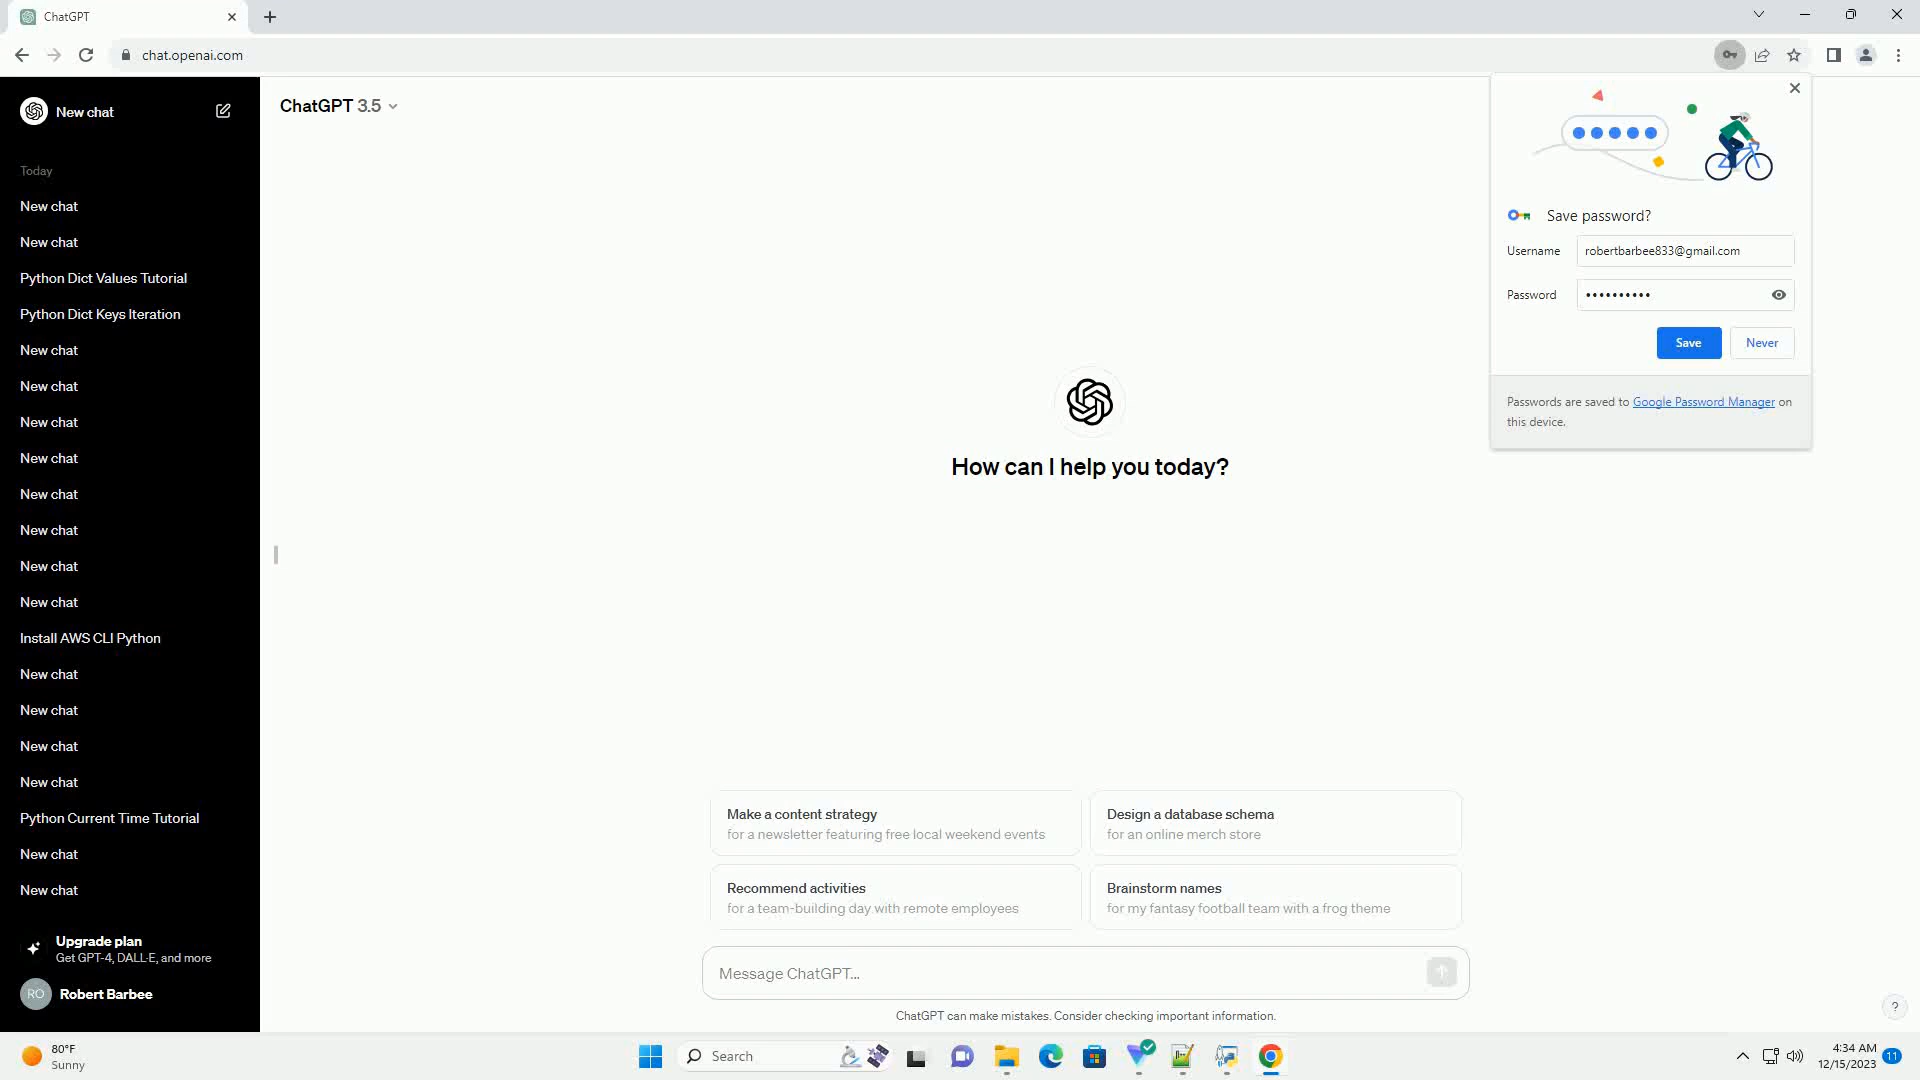 ChatGPT
chat.openai.com
New chat
Today
New chat
New chat
Python Dict Values Tutorial
Python Dict Keys Iteration
New chat
New chat
New chat
New chat
New chat
New chat
New chat
New chat
Install AWS CLI Python
New chat
New chat
New chat
New chat
Python Current Time Tutorial
New chat
New chat
Upgrade plan
Get GPT-4, DALL·E, and more
RO Robert Barbee
ChatGPT 3.5
Save password?
Username robertbarbee833@gmail.com
Password ••••••••••
Save Never
Passwords are saved to Google Password Manager on
this device.
How can I help you today?
Make a content strategy
for a newsletter featuring free local weekend events
Design a database schema
for an online merch store
Recommend activities
for a team-building day with remote employees
Brainstorm names
for my fantasy football team with a frog theme
Message ChatGPT...
ChatGPT can make mistakes. Consider checking important information.
?
80°F
Sunny
Search
4:34 AM
12/15/2023
11